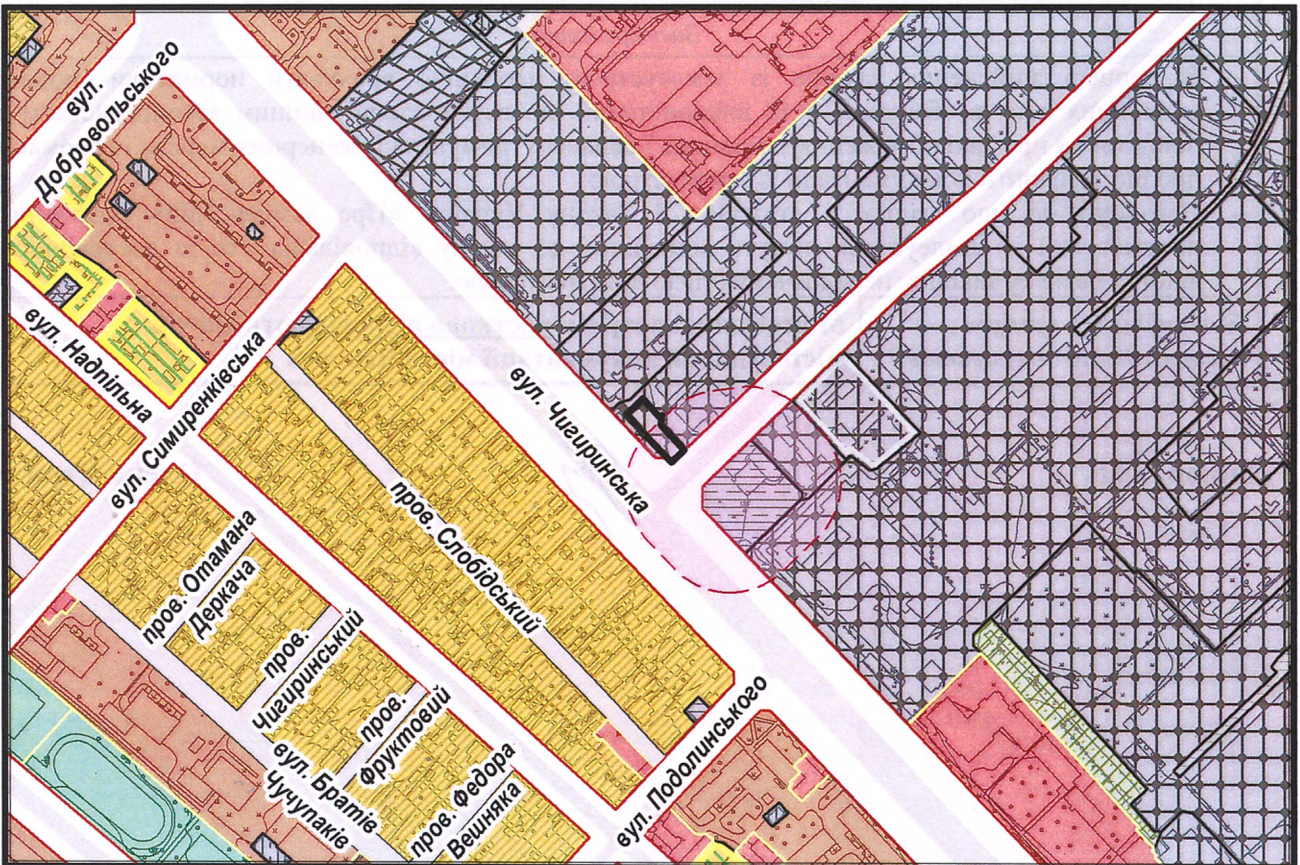 вул.
Добровольського
вул. Надпільна
вул. Симиренківська
вул. Чигиринська
пров. Слобідський
пров. Отамана
Деркача
пров.
Чигиринський
пров.
Фруктовий
вул. Братів
Чучупаків
пров. Федора
Вешняка
вул. Подолинського